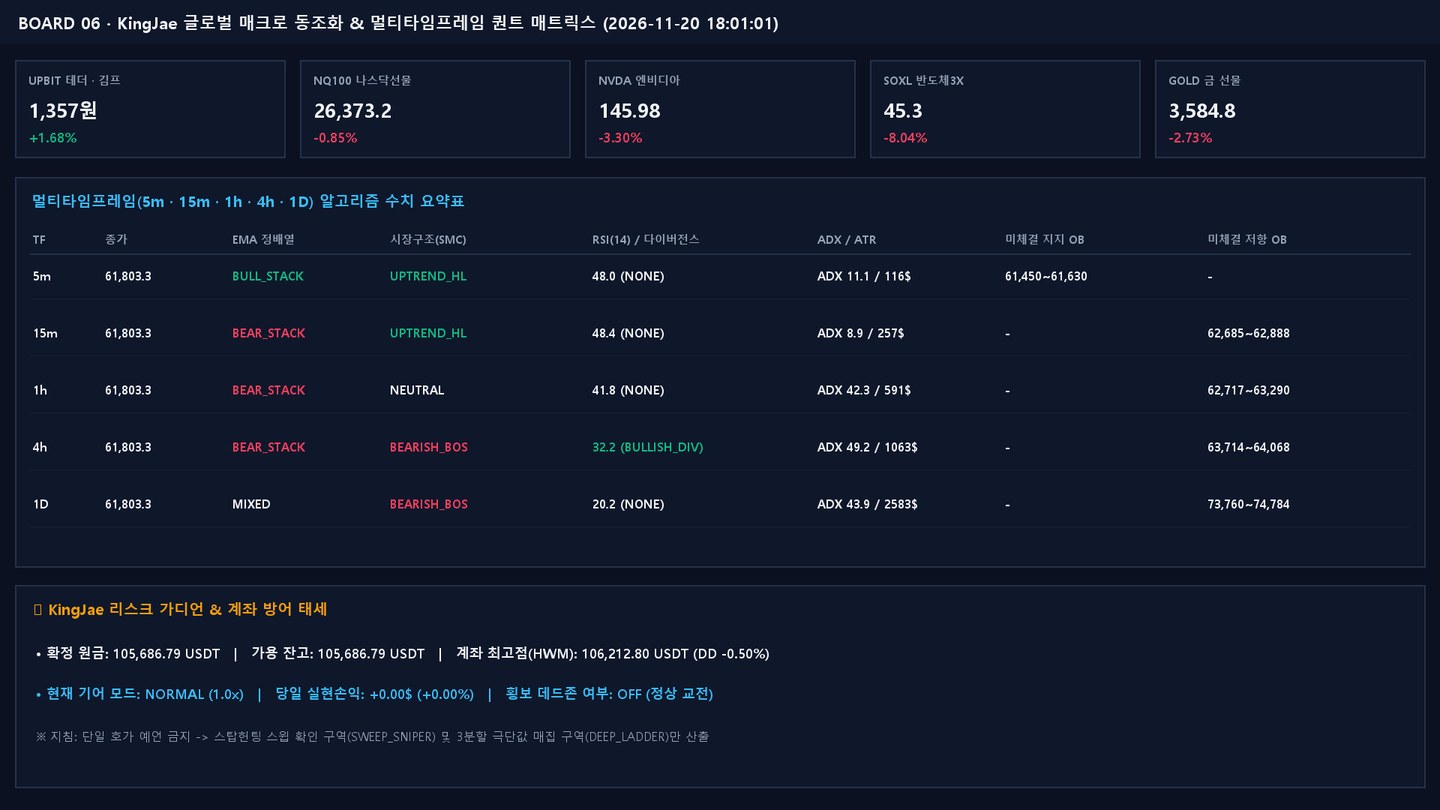 BOARD 06 · KingJae 글로벌 매크로 동조화 & 멀티타임프레임 퀀트 매트릭스 (2026-11-20 18:01:01)
UPBIT 테더 · 김프
1,357원
+1.68%
NQ100 나스닥선물
26,373.2
-0.85%
NVDA 엔비디아
145.98
-3.30%
SOXL 반도체3X
45.3
-8.04%
GOLD 금 선물
3,584.8
-2.73%
멀티타임프레임(5m · 15m · 1h · 4h · 1D) 알고리즘 수치 요약표
TF 종가 EMA 정배열 시장구조(SMC) RSI(14) / 다이버전스 ADX / ATR 미체결 지지 OB 미체결 저항 OB
5m 61,803.3 BULL_STACK UPTREND_HL 48.0 (NONE) ADX 11.1 / 116$ 61,450~61,630 -
15m 61,803.3 BEAR_STACK UPTREND_HL 48.4 (NONE) ADX 8.9 / 257$ - 62,685~62,888
1h 61,803.3 BEAR_STACK NEUTRAL 41.8 (NONE) ADX 42.3 / 591$ - 62,717~63,290
4h 61,803.3 BEAR_STACK BEARISH_BOS 32.2 (BULLISH_DIV) ADX 49.2 / 1063$ - 63,714~64,068
1D 61,803.3 MIXED BEARISH_BOS 20.2 (NONE) ADX 43.9 / 2583$ - 73,760~74,784
KingJae 리스크 가디언 & 계좌 방어 태세
• 확정 원금: 105,686.79 USDT | 가용 잔고: 105,686.79 USDT | 계좌 최고점(HWM): 106,212.80 USDT (DD -0.50%)
• 현재 기어 모드: NORMAL (1.0x) | 당일 실현손익: +0.00$ (+0.00%) | 횡보 데드존 여부: OFF (정상 교전)
※ 지침: 단일 호가 예언 금지 -> 스탑헌팅 스윕 확인 구역(SWEEP_SNIPER) 및 3분할 극단값 매집 구역(DEEP_LADDER)만 산출